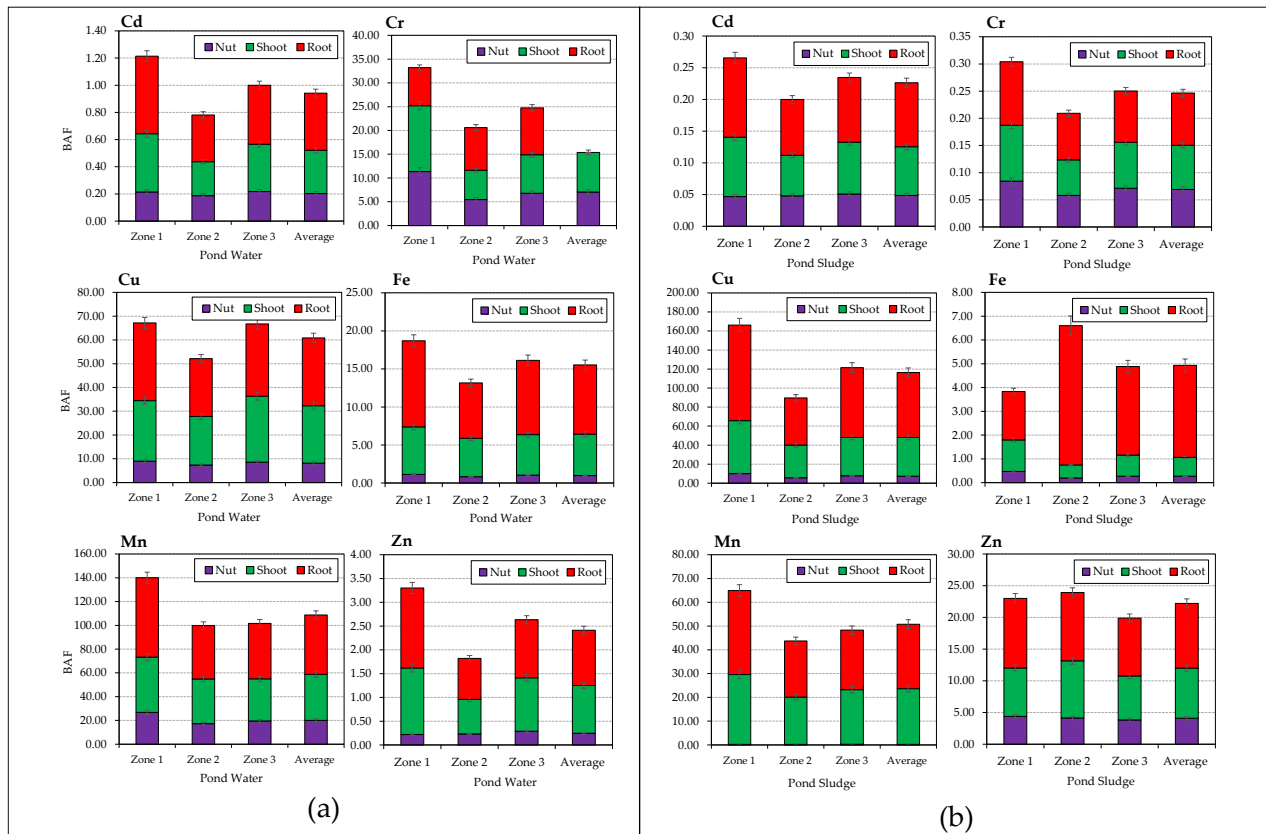 Cd
Nut Shoot Root
1.40
1.20
1.00
0.80
0.60
0.40
0.20
0.00
BAF
Zone 1 Zone 2 Zone 3 Average
Pond Water
Cr
Nut Shoot Root
40.00
35.00
30.00
25.00
20.00
15.00
10.00
5.00
0.00
Zone 1 Zone 2 Zone 3 Average
Pond Water
Cu
Nut Shoot Root
80.00
70.00
60.00
50.00
40.00
30.00
20.00
10.00
0.00
BAF
Zone 1 Zone 2 Zone 3 Average
Pond Water
Fe
Nut Shoot Root
25.00
20.00
15.00
10.00
5.00
0.00
Zone 1 Zone 2 Zone 3 Average
Pond Water
Mn
Nut Shoot Root
160.00
140.00
120.00
100.00
80.00
60.00
40.00
20.00
0.00
BAF
Zone 1 Zone 2 Zone 3 Average
Pond Water
Zn
Nut Shoot Root
4.00
3.50
3.00
2.50
2.00
1.50
1.00
0.50
0.00
Zone 1 Zone 2 Zone 3 Average
Pond Water
(a)
Cd
Nut Shoot Root
0.30
0.25
0.20
0.15
0.10
0.05
0.00
Zone 1 Zone 2 Zone 3 Average
Pond Sludge
Cr
Nut Shoot Root
0.35
0.30
0.25
0.20
0.15
0.10
0.05
0.00
Zone 1 Zone 2 Zone 3 Average
Pond Sludge
Cu
Nut Shoot Root
200.00
180.00
160.00
140.00
120.00
100.00
80.00
60.00
40.00
20.00
0.00
Zone 1 Zone 2 Zone 3 Average
Pond Sludge
Fe
Nut Shoot Root
8.00
7.00
6.00
5.00
4.00
3.00
2.00
1.00
0.00
Zone 1 Zone 2 Zone 3 Average
Pond Sludge
Mn
Nut Shoot Root
80.00
70.00
60.00
50.00
40.00
30.00
20.00
10.00
0.00
Zone 1 Zone 2 Zone 3 Average
Pond Sludge
Zn
Nut Shoot Root
30.00
25.00
20.00
15.00
10.00
5.00
0.00
Zone 1 Zone 2 Zone 3 Average
Pond Sludge
(b)